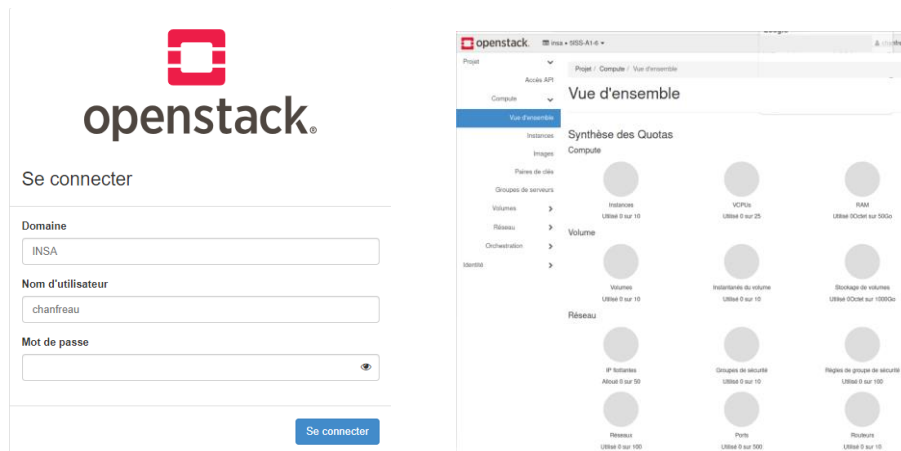 openstack.
Se connecter
Domaine
INSA
Nom d'utilisateur
chanfreau
Mot de passe
Se connecter
openstack. insa • 5ISS-A1-6
Projet
Accès API
Compute
Vue d'ensemble
Instances
Images
Paires de clés
Groupes de serveurs
Volumes
Réseau
Orchestration
Identité
Projet / Compute / Vue d'ensemble
Vue d'ensemble
Synthèse des Quotas
Compute
Instances VCPUs RAM
Utilisé 0 sur 10 Utilisé 0 sur 25 Utilisé 0Octet sur 50Go
Volume
Volumes Instantanés du volume Stockage de volumes
Utilisé 0 sur 10 Utilisé 0 sur 10 Utilisé 0Octet sur 1000Go
Réseau
IP flottantes Groupes de sécurité Règles de groupe de sécurité
Alloué 0 sur 50 Utilisé 0 sur 10 Utilisé 0 sur 100
Réseaux Ports Routeurs
Utilisé 0 sur 100 Utilisé 0 sur 500 Utilisé 0 sur 10